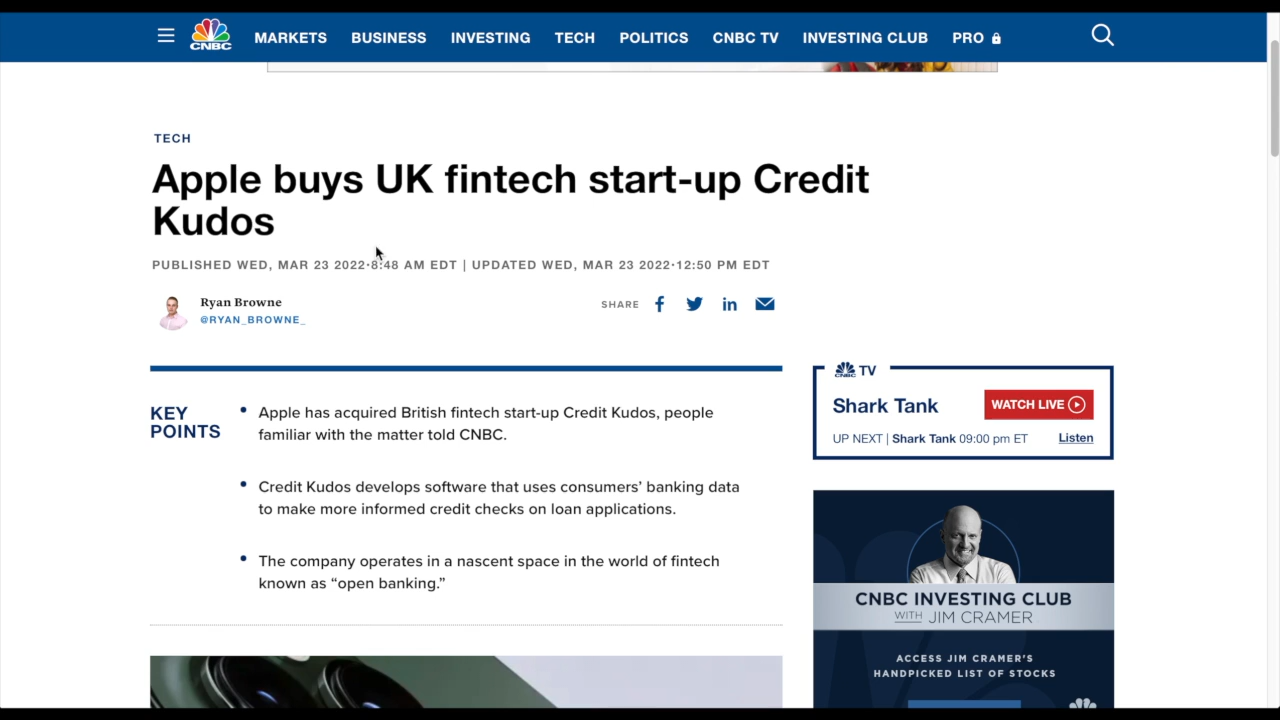 CNBC
MARKETS BUSINESS INVESTING TECH POLITICS CNBC TV INVESTING CLUB PRO
TECH
Apple buys UK fintech start-up Credit
Kudos
PUBLISHED WED, MAR 23 2022•8:48 AM EDT | UPDATED WED, MAR 23 2022•12:50 PM EDT
Ryan Browne
@RYAN_BROWNE_
SHARE
KEY
POINTS
Apple has acquired British fintech start-up Credit Kudos, people
familiar with the matter told CNBC.
Credit Kudos develops software that uses consumers’ banking data
to make more informed credit checks on loan applications.
The company operates in a nascent space in the world of fintech
known as “open banking.”
CNBC TV
Shark Tank
WATCH LIVE
UP NEXT | Shark Tank 09:00 pm ET
Listen
CNBC INVESTING CLUB
WITH JIM CRAMER
ACCESS JIM CRAMER'S
HANDPICKED LIST OF STOCKS